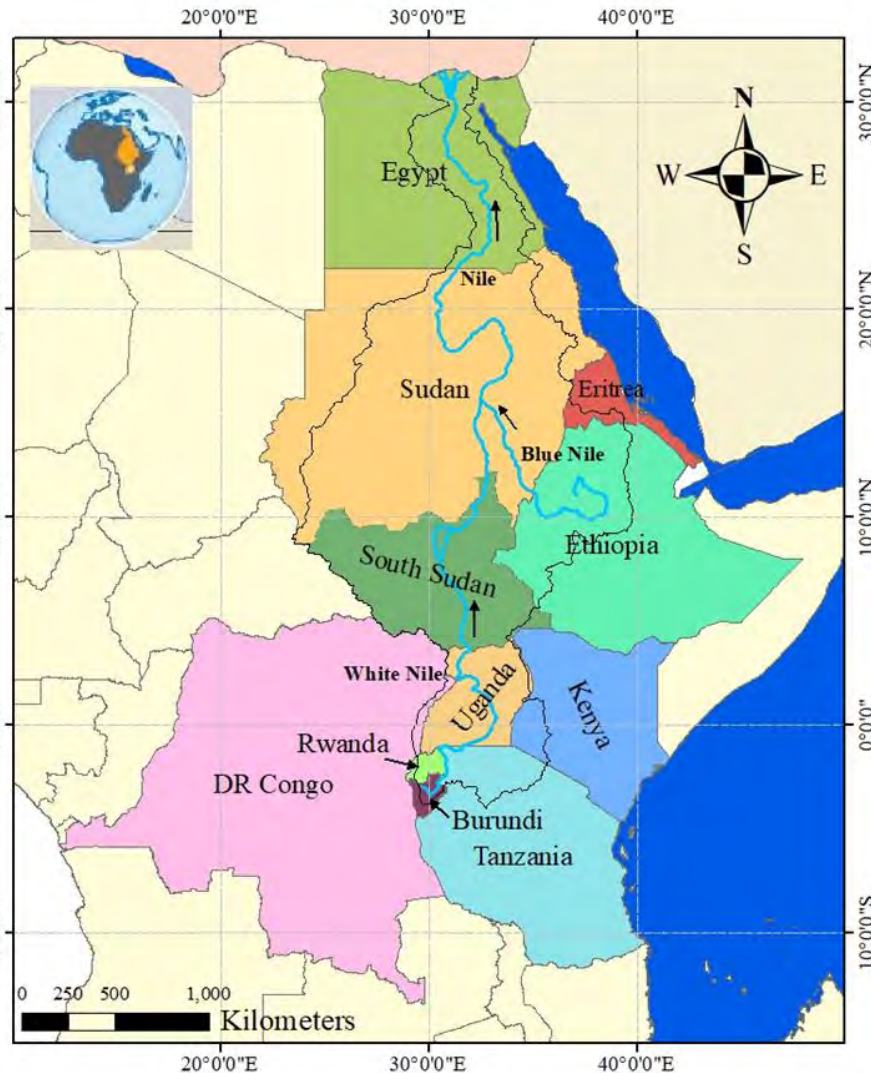 20°0'0"E 30°0'0"E 40°0'0"E
30°0'0"N
N
W E
S
Egypt
Nile
20°0'0"N
Sudan
Eritrea
Blue Nile
10°0'0"N
Ethiopia
South Sudan
White Nile
Uganda
Kenya
0°0'0"
Rwanda
DR Congo
Burundi
Tanzania
10°0'0"S
0 250 500 1,000
Kilometers
20°0'0"E 30°0'0"E 40°0'0"E